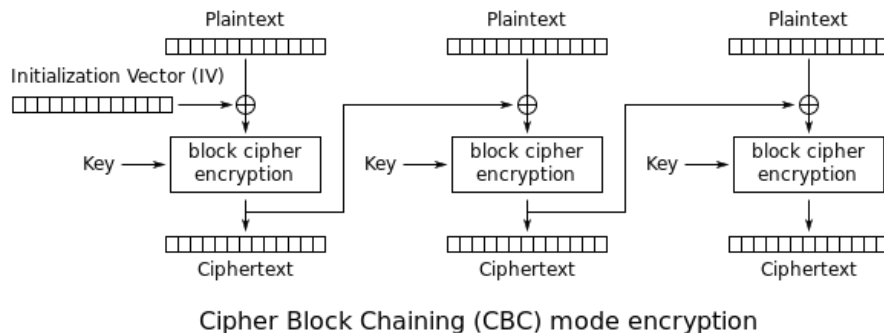 Plaintext
Plaintext
Plaintext
Initialization Vector (IV)
Key
block cipher
encryption
Key
block cipher
encryption
Key
block cipher
encryption
Ciphertext
Ciphertext
Ciphertext
Cipher Block Chaining (CBC) mode encryption